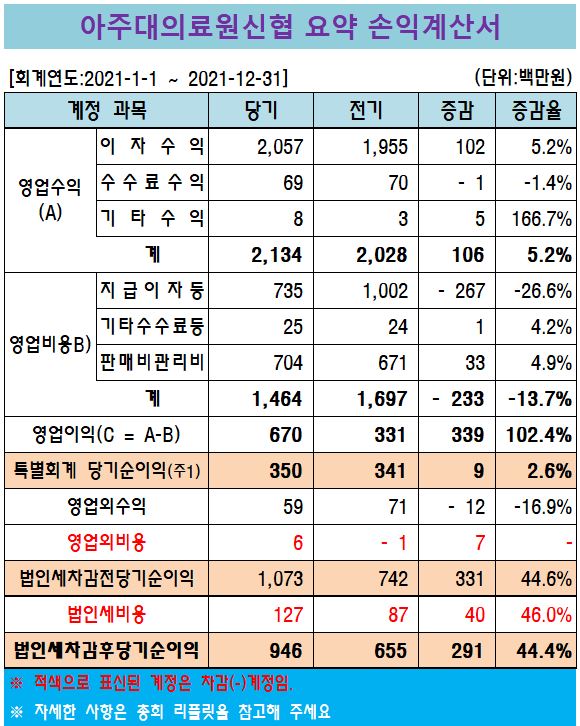 아주대의료원신협 요약 손익계산서
[회계연도:2021-1-1 ~ 2021-12-31] (단위:백만원)
계정 과목 당기 전기 증감 증감율
영업수익(A) 이 자 수 익 2,057 1,955 102 5.2%
수수료수익 69 70 - 1 -1.4%
기 타 수 익 8 3 5 166.7%
계 2,134 2,028 106 5.2%
영업비용B) 지급이자등 735 1,002 - 267 -26.6%
기타수수료등 25 24 1 4.2%
판매비관리비 704 671 33 4.9%
계 1,464 1,697 - 233 -13.7%
영업이익(C = A-B) 670 331 339 102.4%
특별회계 당기순이익(주1) 350 341 9 2.6%
영업외수익 59 71 - 12 -16.9%
영업외비용 6 - 1 7 -
법인세차감전당기순이익 1,073 742 331 44.6%
법인세비용 127 87 40 46.0%
법인세차감후당기순이익 946 655 291 44.4%
※ 적색으로 표신된 계정은 차감(-)계정임.
※ 자세한 사항은 총회 리플릿을 참고해 주세요